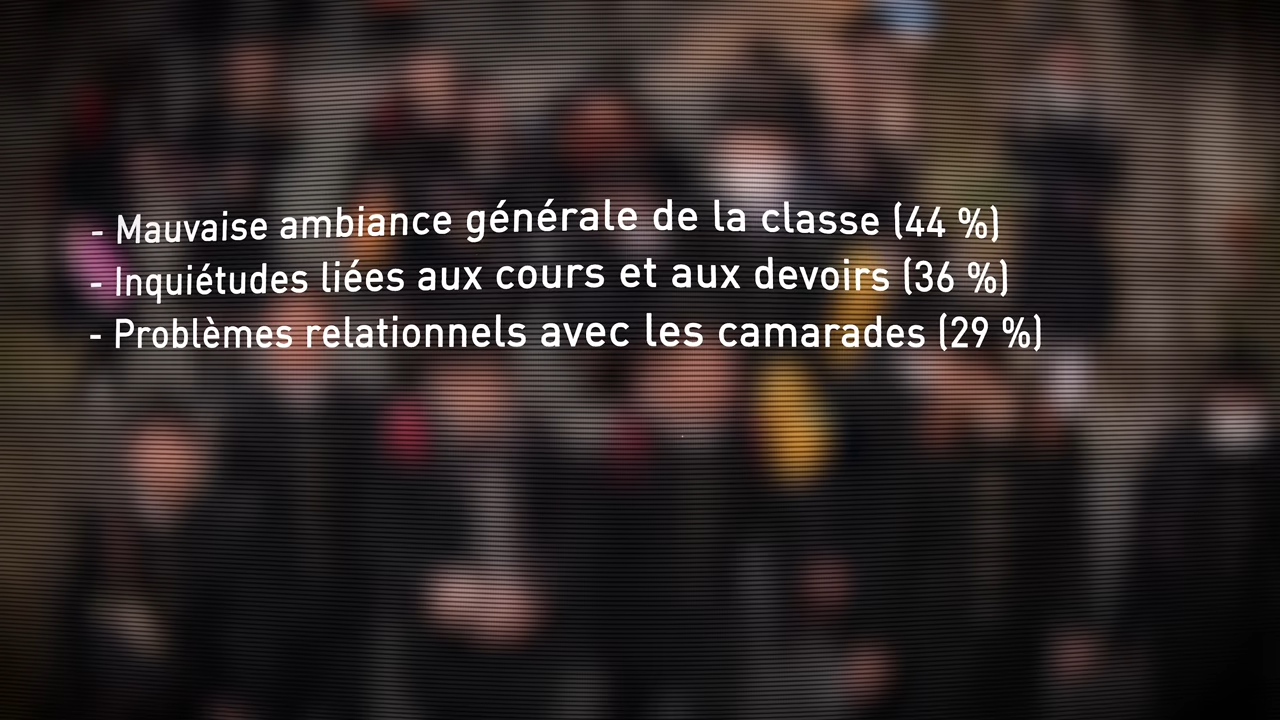 - Mauvaise ambiance générale de la classe (44 %)
- Inquiétudes liées aux cours et aux devoirs (36 %)
- Problèmes relationnels avec les camarades (29 %)